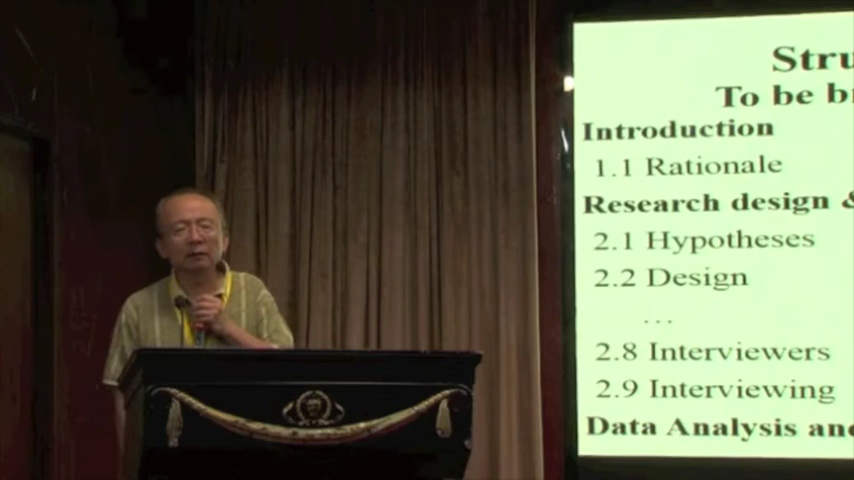 Stru
To be b
Introduction
1.1 Rationale
Research design &
2.1 Hypotheses
2.2 Design
...
2.8 Interviewers
2.9 Interviewing
Data Analysis and